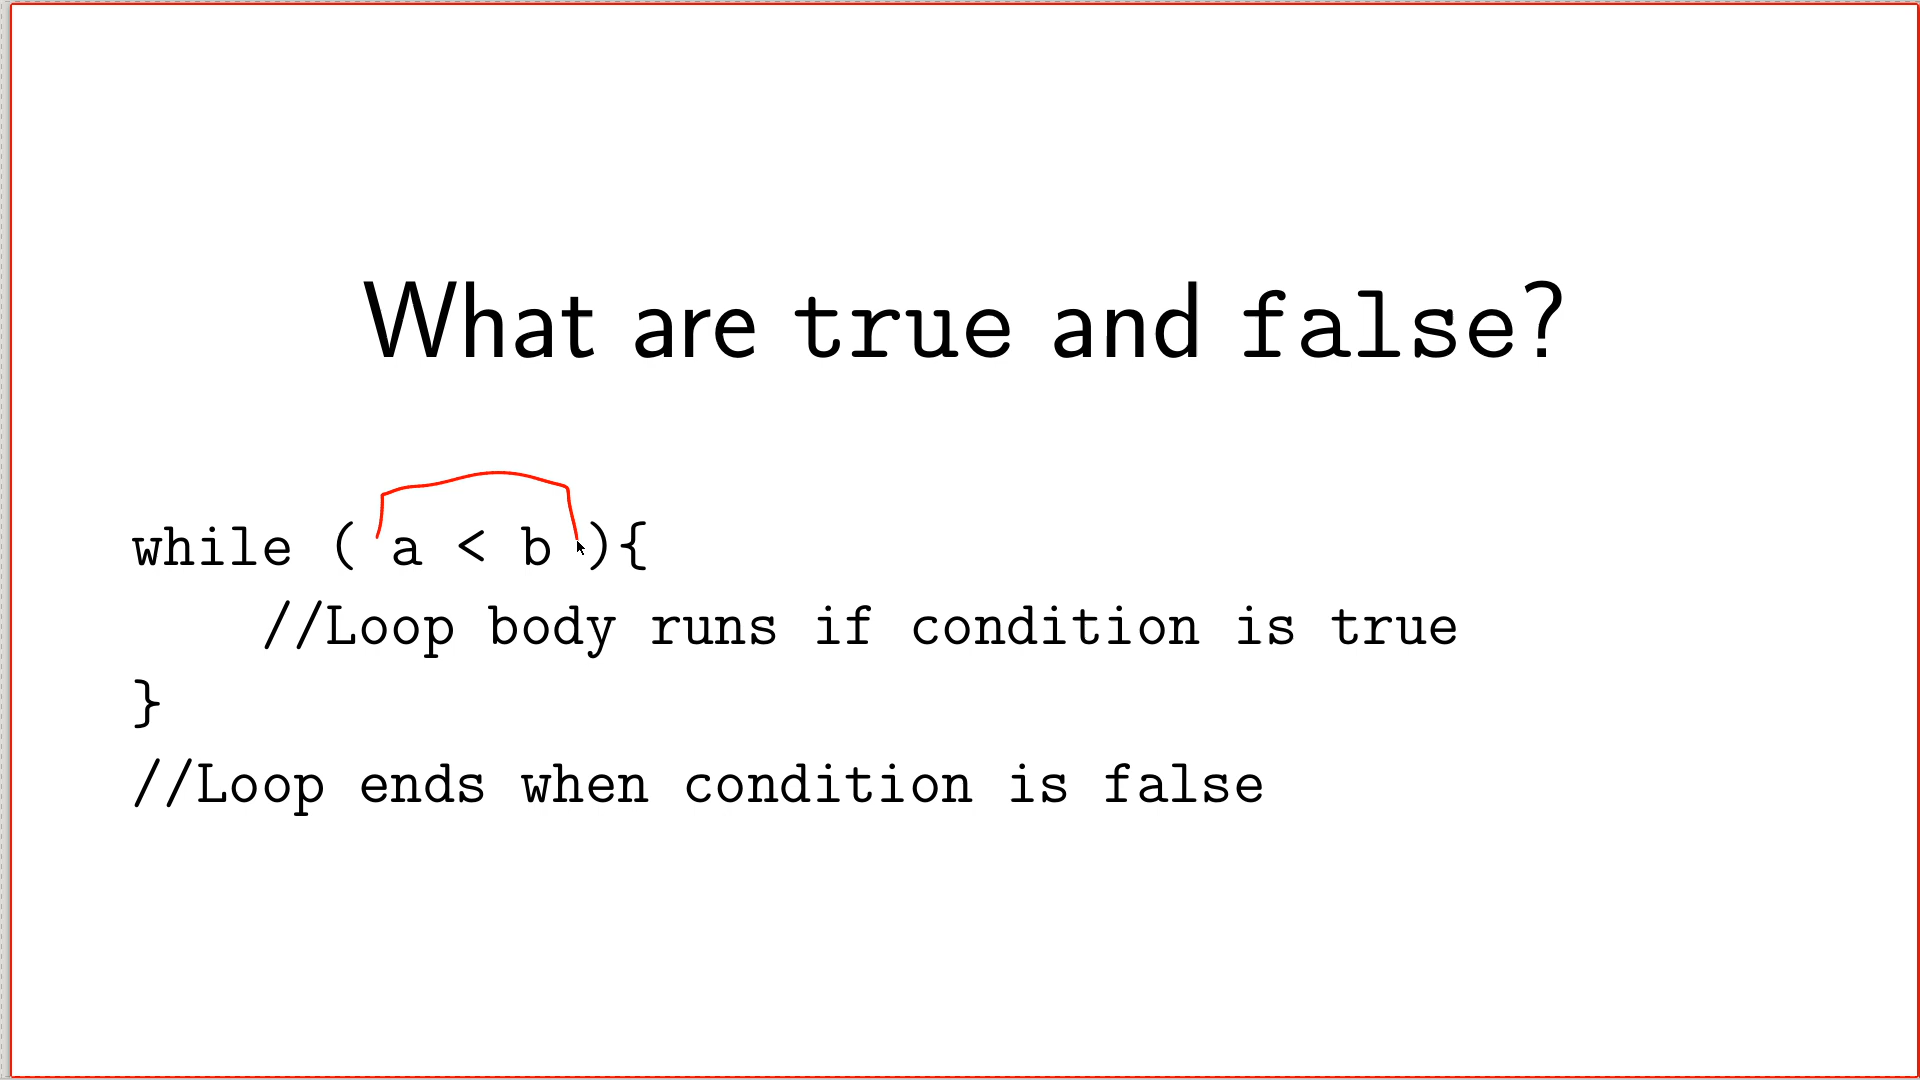 What are true and false?
while ( a < b ){
    //Loop body runs if condition is true
}
//Loop ends when condition is false